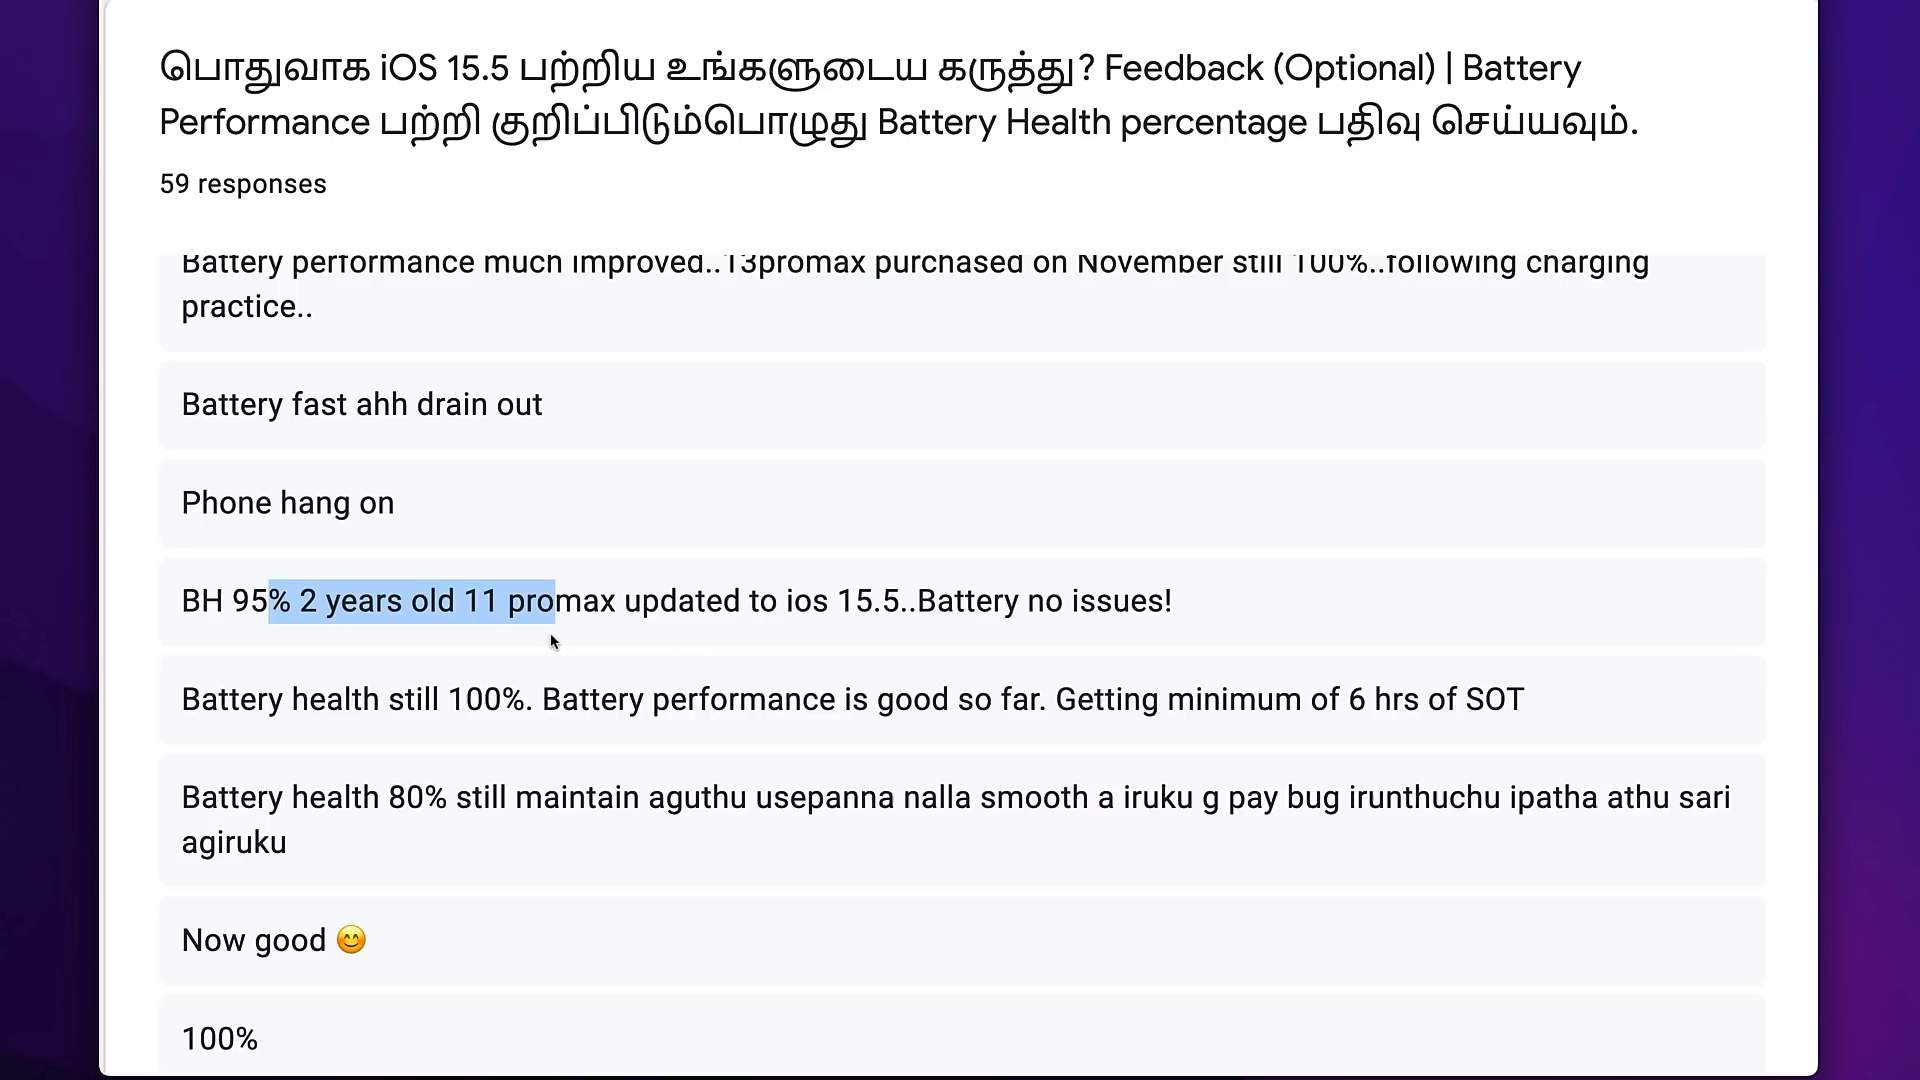 பொதுவாக iOS 15.5 பற்றிய உங்களுடைய கருத்து? Feedback (Optional) | Battery
Performance பற்றி குறிப்பிடும்பொழுது Battery Health percentage பதிவு செய்யவும்.
59 responses
Battery performance much improved..13promax purchased on November still 100%..following charging
practice..
Battery fast ahh drain out
Phone hang on
BH 95% 2 years old 11 promax updated to ios 15.5..Battery no issues!
Battery health still 100%. Battery performance is good so far. Getting minimum of 6 hrs of SOT
Battery health 80% still maintain aguthu usepanna nalla smooth a iruku g pay bug irunthuchu ipatha athu sari
agiruku
Now good 😊
100%